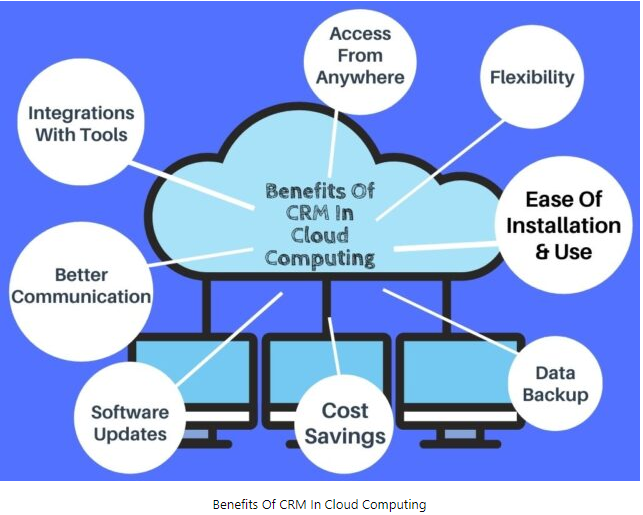 Access
From
Anywhere
Flexibility
Integrations
With Tools
Benefits Of
CRM In
Cloud
Computing
Ease Of
Installation
& Use
Better
Communication
Software
Updates
Cost
Savings
Data
Backup
Benefits Of CRM In Cloud Computing